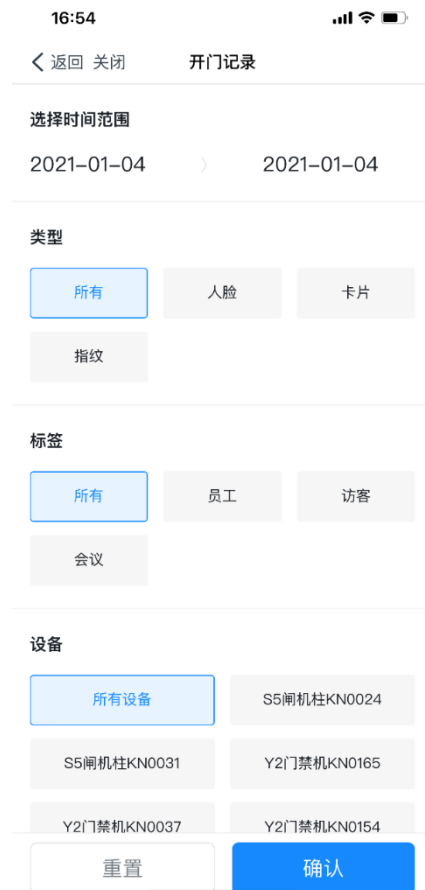 16:54
返回 关闭 开门记录
选择时间范围
2021-01-04 〉 2021-01-04
类型
所有 人脸 卡片
指纹
标签
所有 员工 访客
会议
设备
所有设备 S5闸机柱KN0024
S5闸机柱KN0031 Y2门禁机KN0165
Y2门禁机KN0037 Y2门禁机KN0154
重置 确认